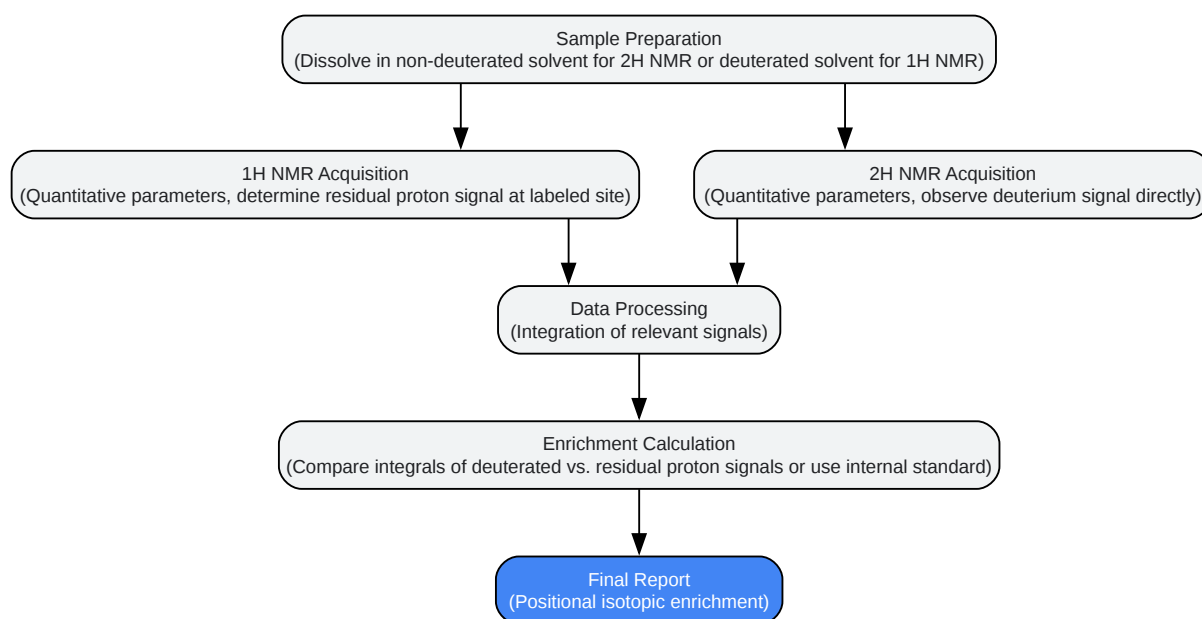 Sample Preparation
(Dissolve in non-deuterated solvent for 2H NMR or deuterated solvent for 1H NMR)
1H NMR Acquisition
(Quantitative parameters, determine residual proton signal at labeled site)
2H NMR Acquisition
(Quantitative parameters, observe deuterium signal directly)
Data Processing
(Integration of relevant signals)
Enrichment Calculation
(Compare integrals of deuterated vs. residual proton signals or use internal standard)
Final Report
(Positional isotopic enrichment)